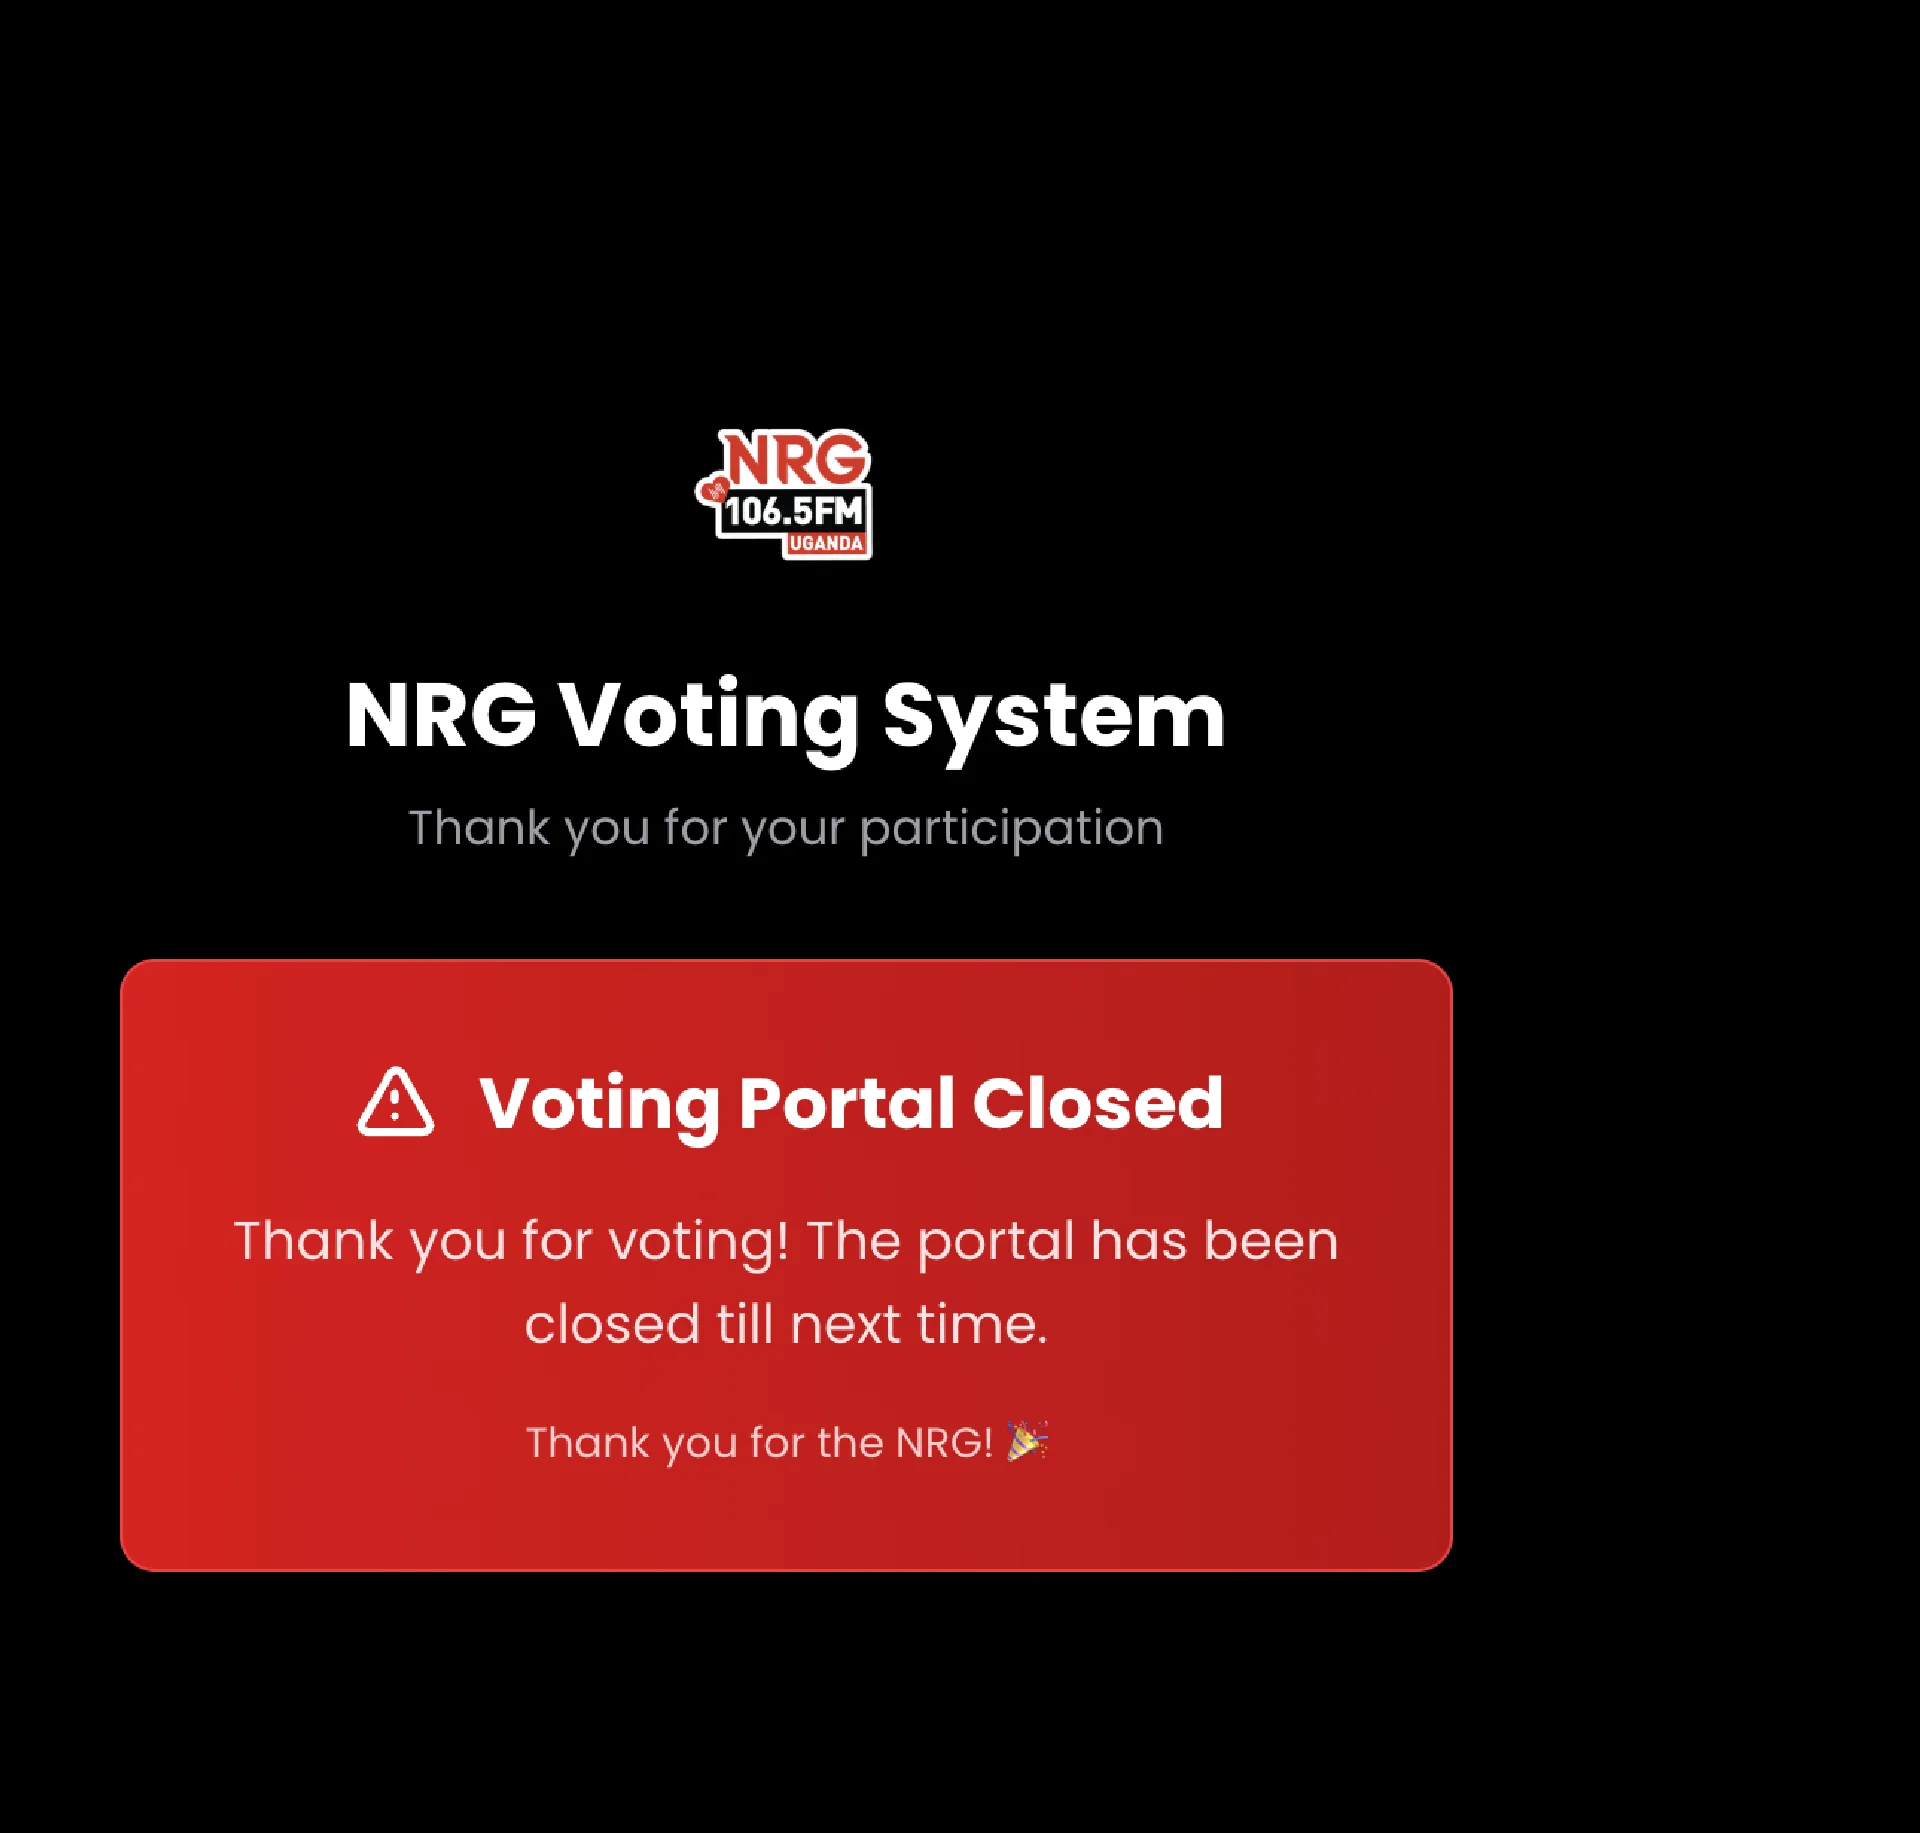 NRG
106.5FM
UGANDA
NRG Voting System
Thank you for your participation
Voting Portal Closed
Thank you for voting! The portal has been
closed till next time.
Thank you for the NRG! 🎉